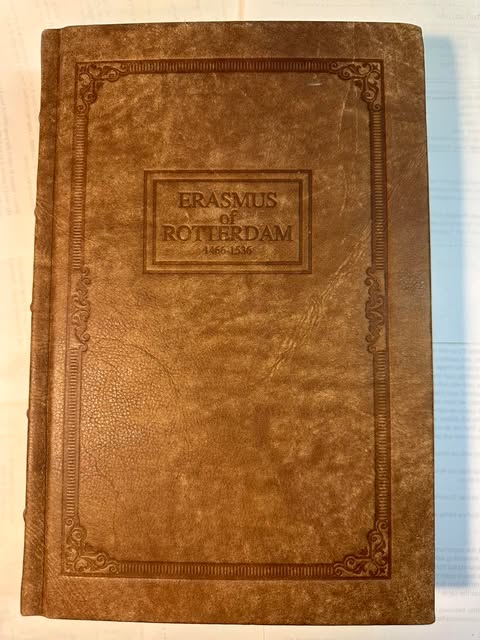 ERASMUS
of
ROTTERDAM
1466-1536